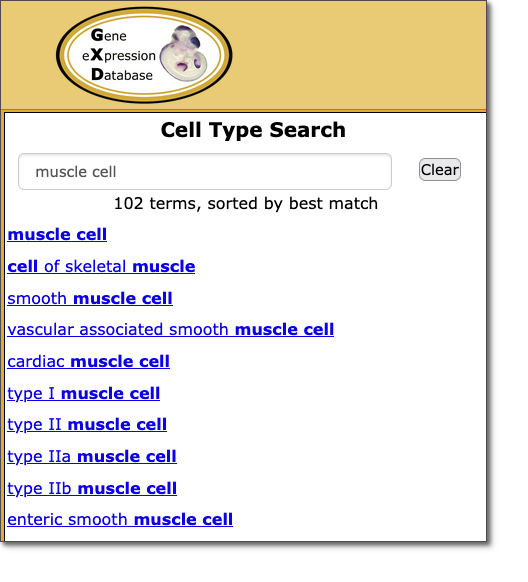 Gene
eXpression
Database
Cell Type Search
muscle cell
Clear
102 terms, sorted by best match
muscle cell
cell of skeletal muscle
smooth muscle cell
vascular associated smooth muscle cell
cardiac muscle cell
type I muscle cell
type II muscle cell
type IIa muscle cell
type IIb muscle cell
enteric smooth muscle cell